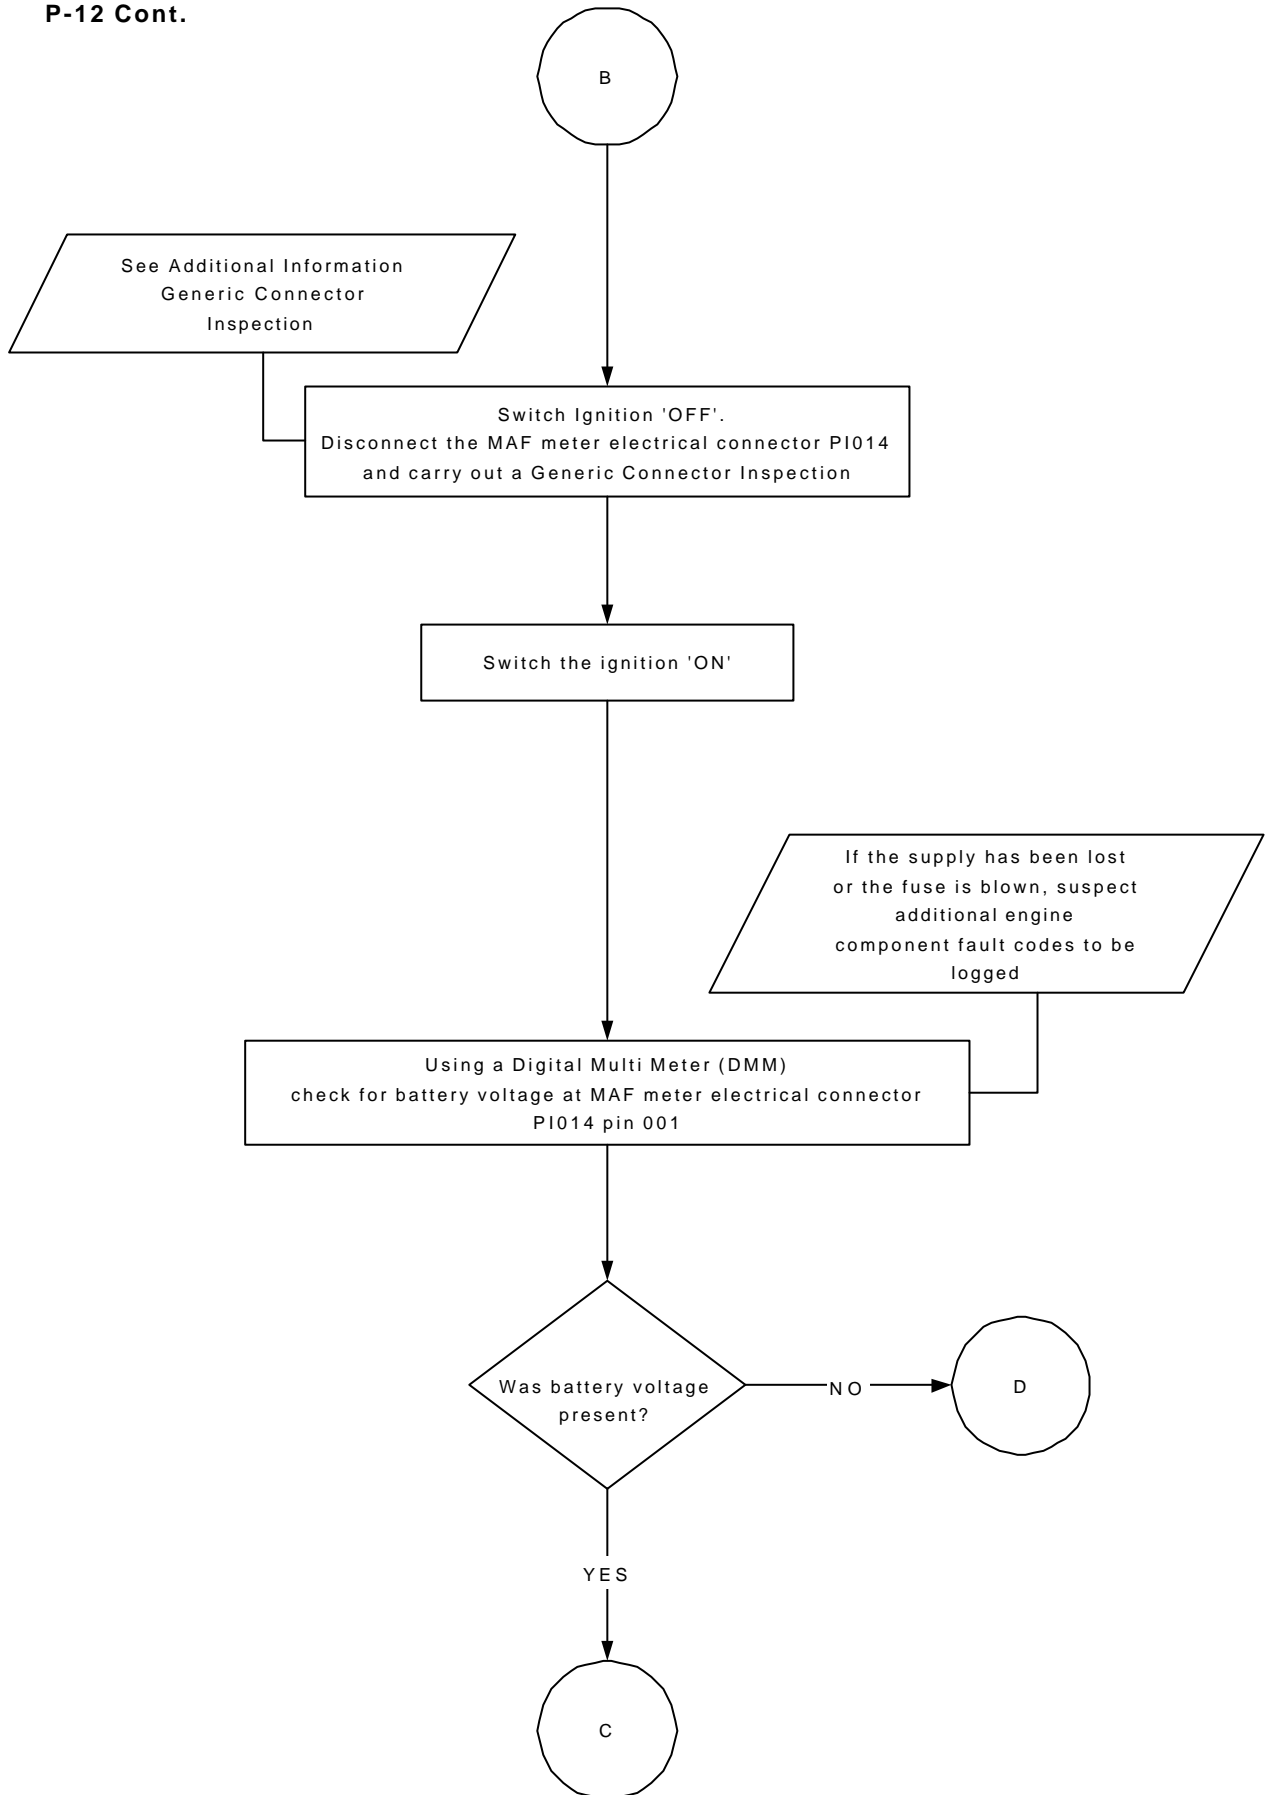 P-12 Cont.
B
See Additional Information
Generic Connector
Inspection
Switch Ignition 'OFF'.
Disconnect the MAF meter electrical connector PI014
and carry out a Generic Connector Inspection
Switch the ignition 'ON'
If the supply has been lost
or the fuse is blown, suspect
additional engine
component fault codes to be
logged
Using a Digital Multi Meter (DMM)
check for battery voltage at MAF meter electrical connector
PI014 pin 001
Was battery voltage
present?
NO
D
YES
C